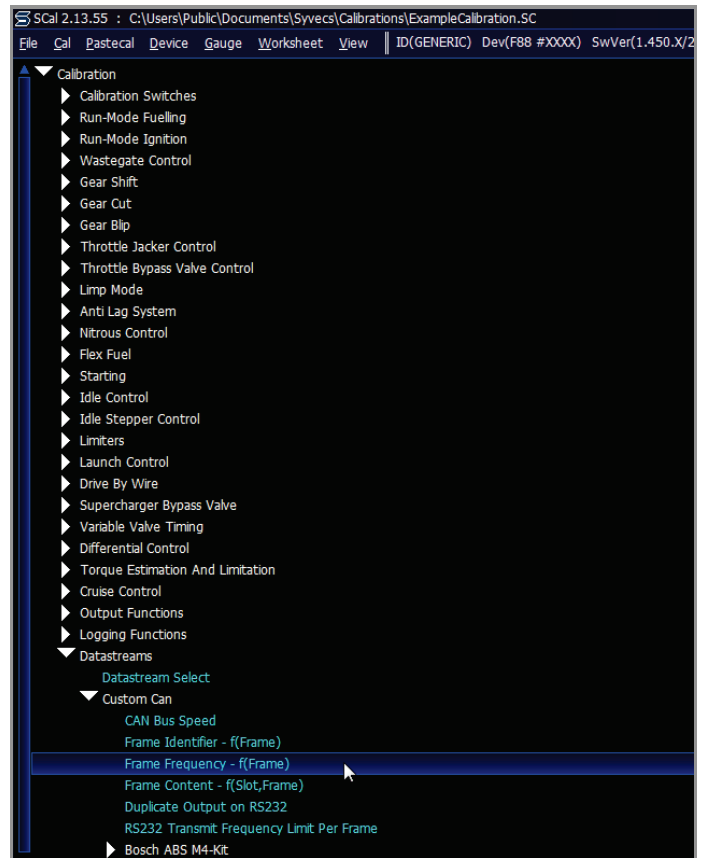 SCal 2.13.55 : C:\Users\Public\Documents\Syvecs\Calibrations\ExampleCalibration.SC
File Cal Pastecal Device Gauge Worksheet View ID(GENERIC) Dev(F88 #XXXX) SwVer(1.450.X/2
Calibration
Calibration Switches
Run-Mode Fuelling
Run-Mode Ignition
Wastegate Control
Gear Shift
Gear Cut
Gear Blip
Throttle Jacker Control
Throttle Bypass Valve Control
Limp Mode
Anti Lag System
Nitrous Control
Flex Fuel
Starting
Idle Control
Idle Stepper Control
Limiters
Launch Control
Drive By Wire
Supercharger Bypass Valve
Variable Valve Timing
Differential Control
Torque Estimation And Limitation
Cruise Control
Output Functions
Logging Functions
Datastreams
Datastream Select
Custom Can
CAN Bus Speed
Frame Identifier - f(Frame)
Frame Frequency - f(Frame)
Frame Content - f(Slot,Frame)
Duplicate Output on RS232
RS232 Transmit Frequency Limit Per Frame
Bosch ABS M4-Kit